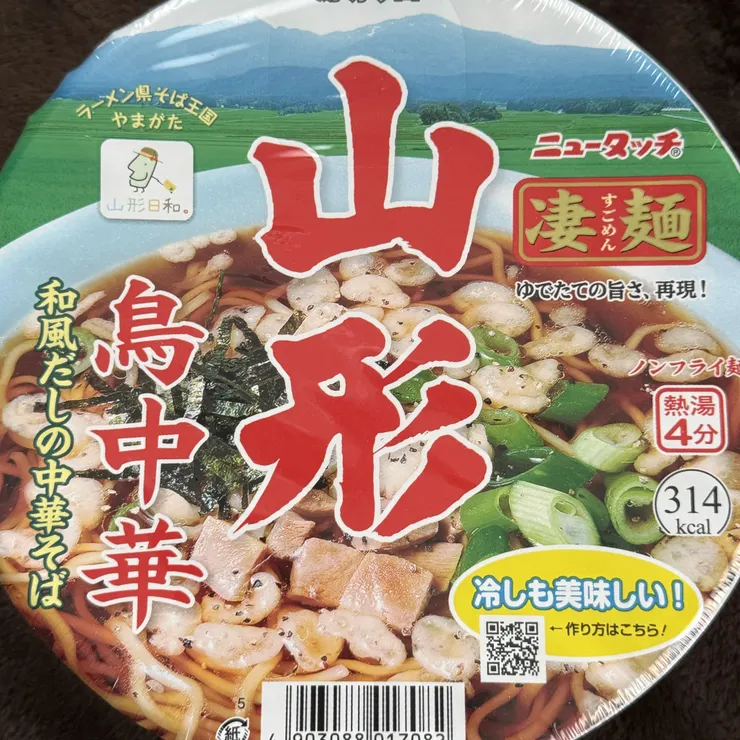 ラーメン県そば王国
やまがた
山形日和。
山形
鳥中華
和風だしの中華そば
ニュータッチ®
凄麺
すごめん
ゆでたての旨さ、再現!
ノンフライ麺
熱湯
4分
314
kcal
冷しも美味しい!
←作り方はこちら!
5
紙
4903088017082